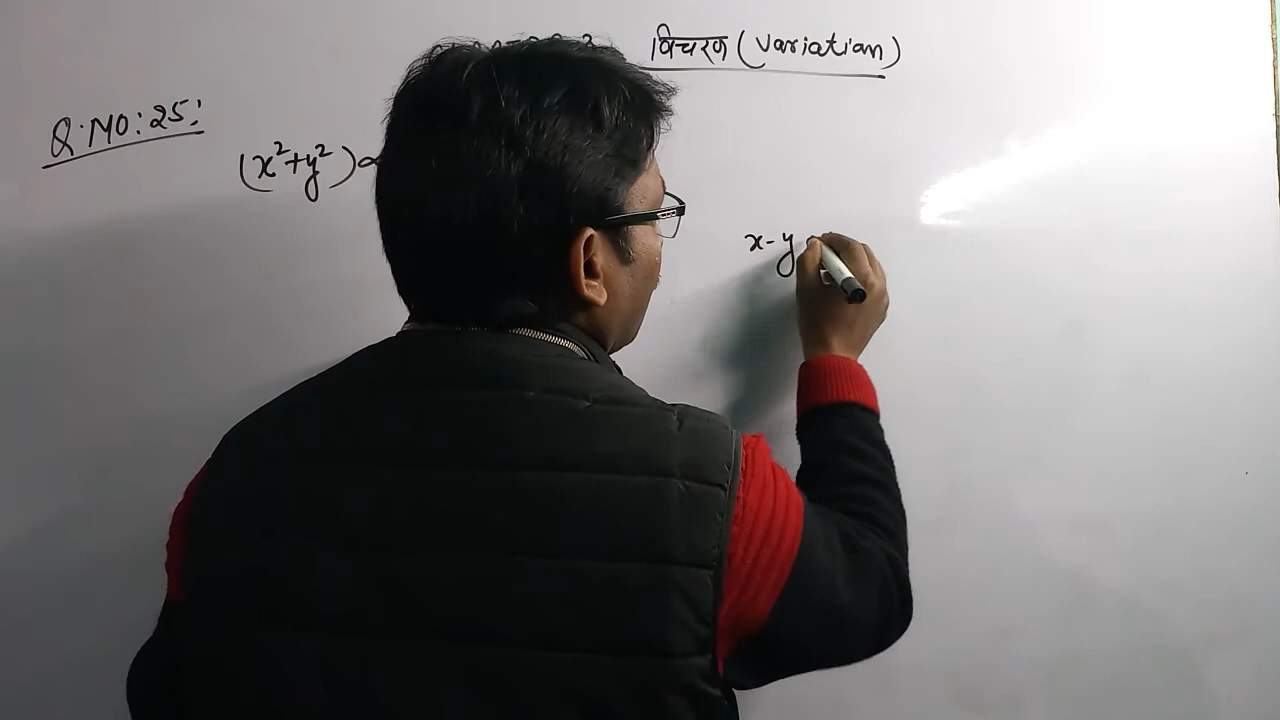 विचरण (Variation)
Q.NO:25:
(x²+y²)∝
x-y